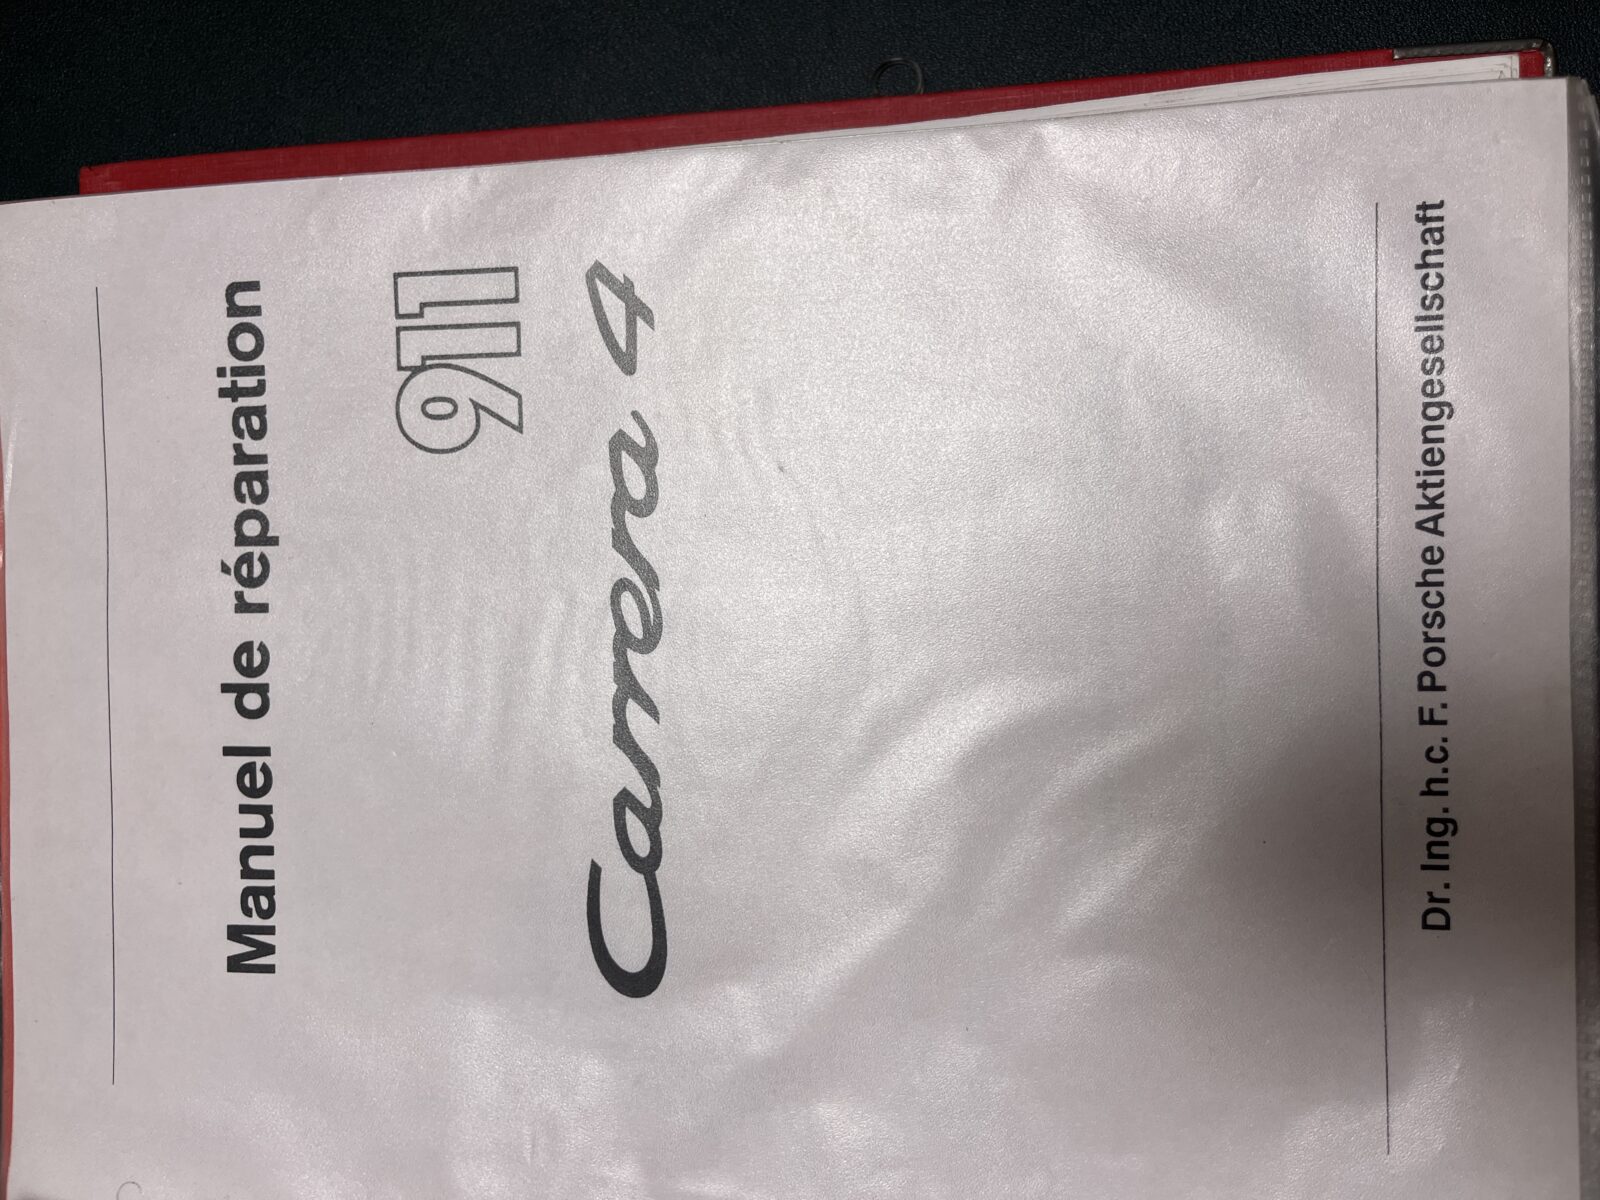 Manuel de réparation
911
Carrera 4
Dr. Ing. h.c. F. Porsche Aktiengesellschaft